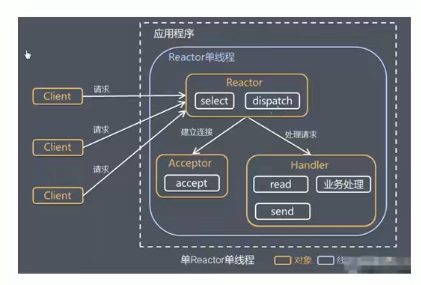 应用程序
Reactor单线程
Reactor
select
dispatch
请求
Client
请求
Client
请求
Client
建立连接
处理请求
Acceptor
accept
Handler
read
业务处理
send
单Reactor单线程
对象